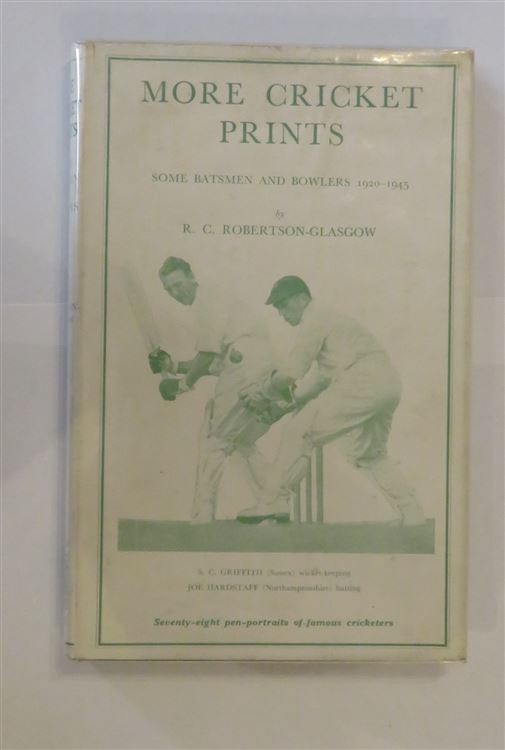 MORE CRICKET
PRINTS
SOME BATSMEN AND BOWLERS 1920–1945
by
R. C. ROBERTSON-GLASGOW
S. C. GRIFFITH (Sussex) wicket-keeping
JOE HARDSTAFF (Northamptonshire) batting
Seventy-eight pen-portraits of famous cricketers